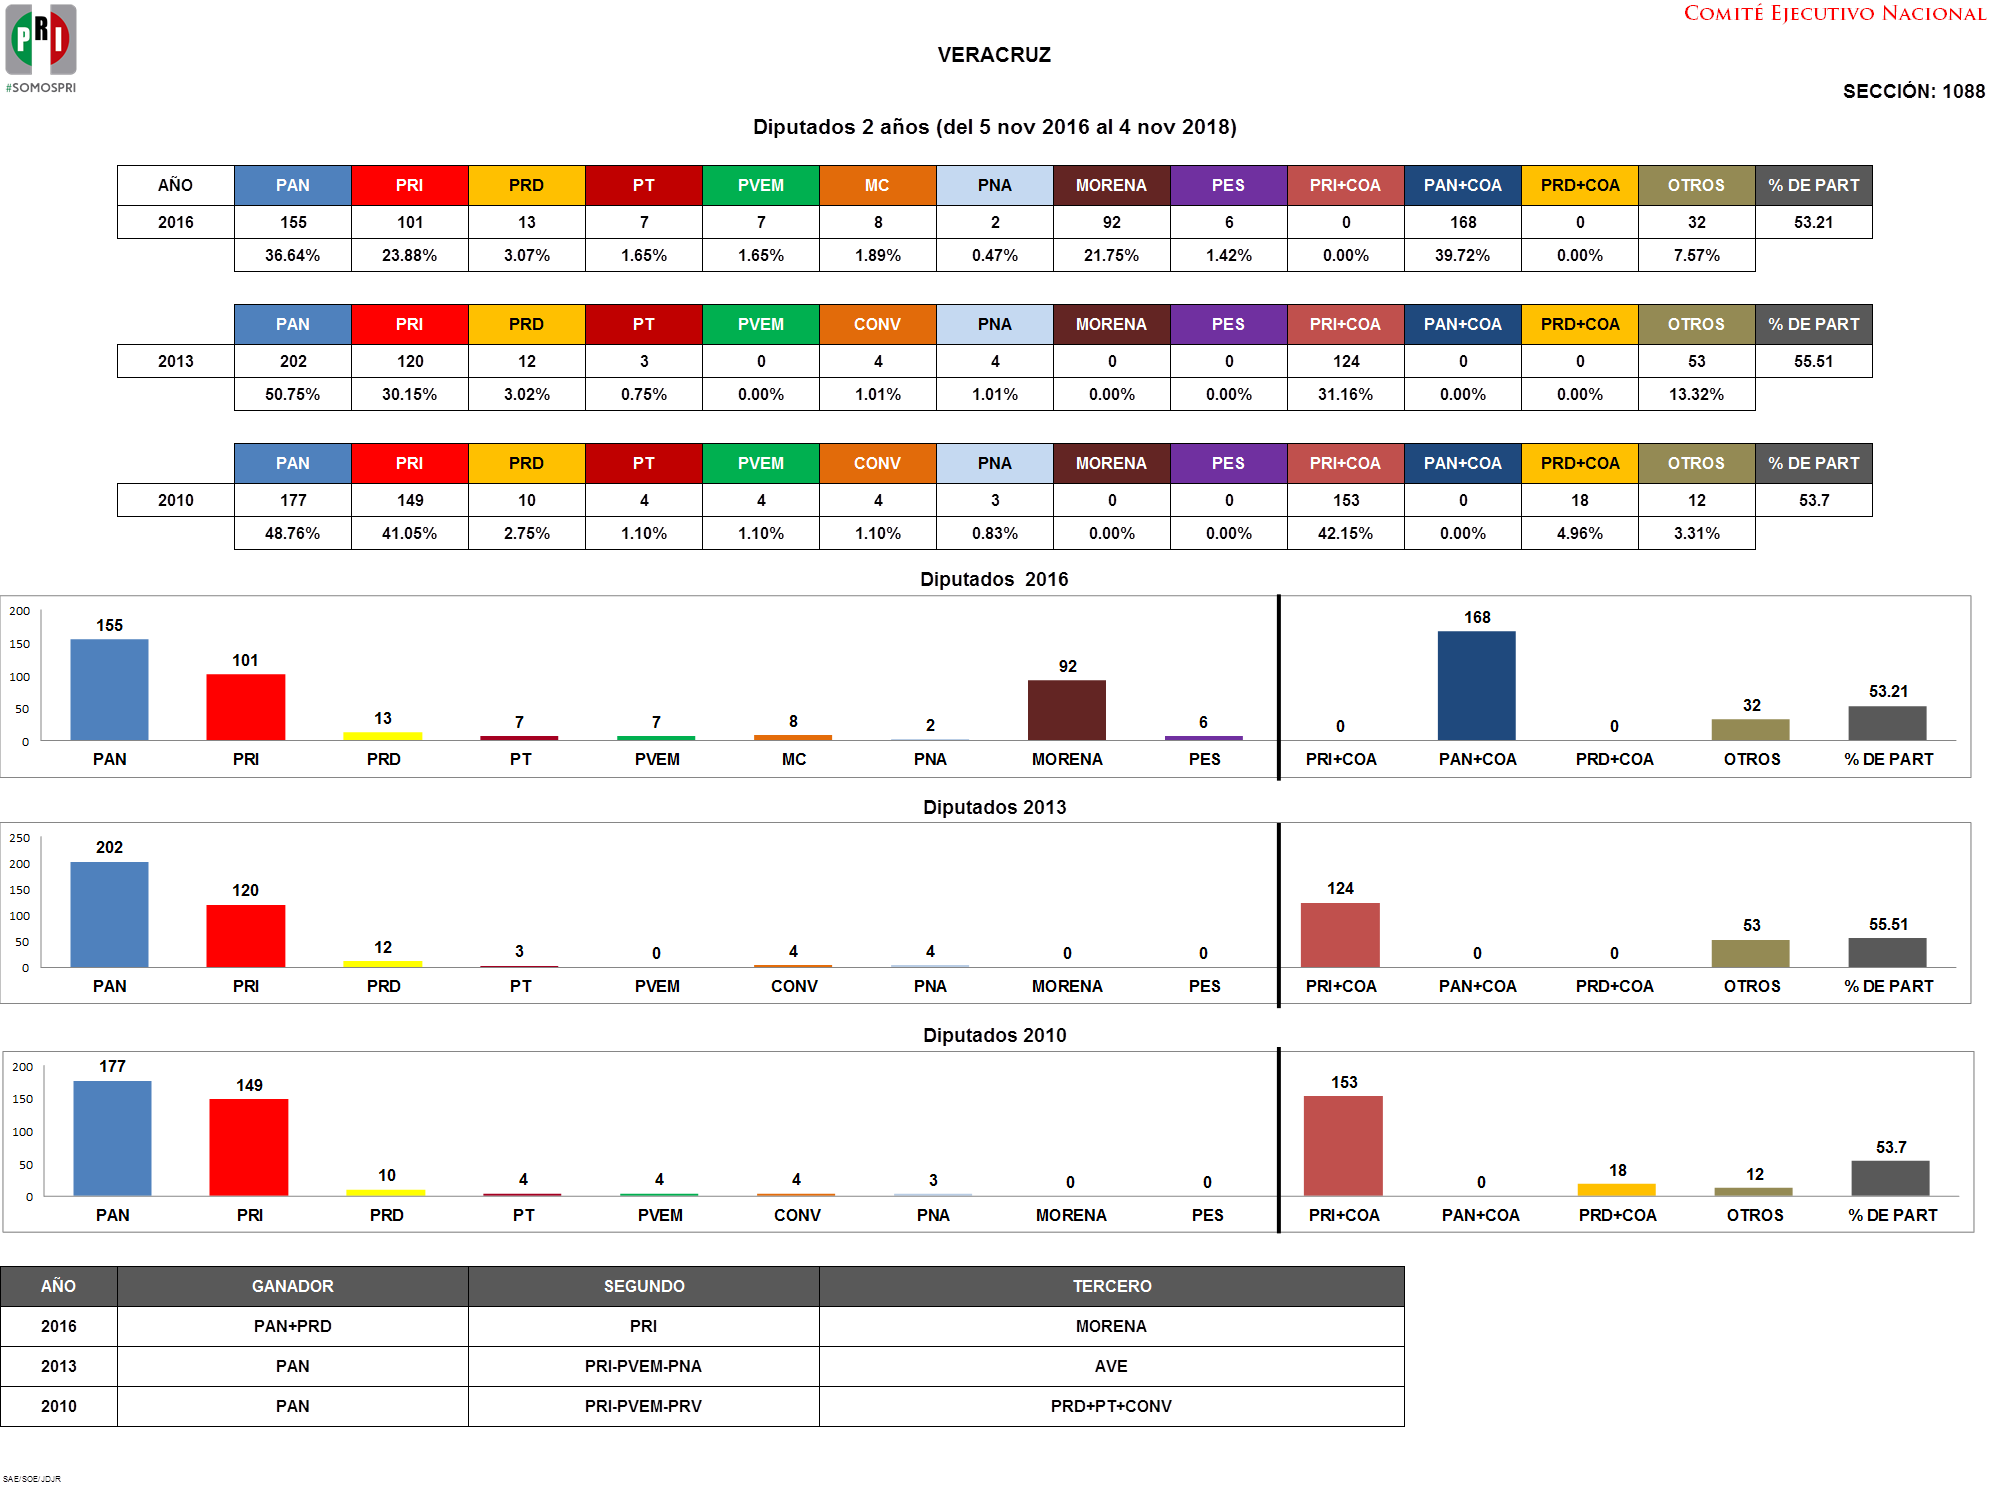 COMITÉ EJECUTIVO NACIONAL
PRI
#SOMOSPRI
VERACRUZ
SECCIÓN: 1088
Diputados 2 años (del 5 nov 2016 al 4 nov 2018)
AÑO PAN PRI PRD PT PVEM MC PNA MORENA PES PRI+COA PAN+COA PRD+COA OTROS % DE PART
2016 155 101 13 7 7 8 2 92 6 0 168 0 32 53.21
36.64% 23.88% 3.07% 1.65% 1.65% 1.89% 0.47% 21.75% 1.42% 0.00% 39.72% 0.00% 7.57%
PAN PRI PRD PT PVEM CONV PNA MORENA PES PRI+COA PAN+COA PRD+COA OTROS % DE PART
2013 202 120 12 3 0 4 4 0 0 124 0 0 53 55.51
50.75% 30.15% 3.02% 0.75% 0.00% 1.01% 1.01% 0.00% 0.00% 31.16% 0.00% 0.00% 13.32%
PAN PRI PRD PT PVEM CONV PNA MORENA PES PRI+COA PAN+COA PRD+COA OTROS % DE PART
2010 177 149 10 4 4 4 3 0 0 153 0 18 12 53.7
48.76% 41.05% 2.75% 1.10% 1.10% 1.10% 0.83% 0.00% 0.00% 42.15% 0.00% 4.96% 3.31%
Diputados 2016
200
150
100
50
0
155 101 13 7 7 8 2 92 6 0 168 0 32 53.21
PAN PRI PRD PT PVEM MC PNA MORENA PES PRI+COA PAN+COA PRD+COA OTROS % DE PART
Diputados 2013
250
200
150
100
50
0
202 120 12 3 0 4 4 0 0 124 0 0 53 55.51
PAN PRI PRD PT PVEM CONV PNA MORENA PES PRI+COA PAN+COA PRD+COA OTROS % DE PART
Diputados 2010
200
150
100
50
0
177 149 10 4 4 4 3 0 0 153 0 18 12 53.7
PAN PRI PRD PT PVEM CONV PNA MORENA PES PRI+COA PAN+COA PRD+COA OTROS % DE PART
AÑO GANADOR SEGUNDO TERCERO
2016 PAN+PRD PRI MORENA
2013 PAN PRI-PVEM-PNA AVE
2010 PAN PRI-PVEM-PRV PRD+PT+CONV
SAE/SOE/JDJR